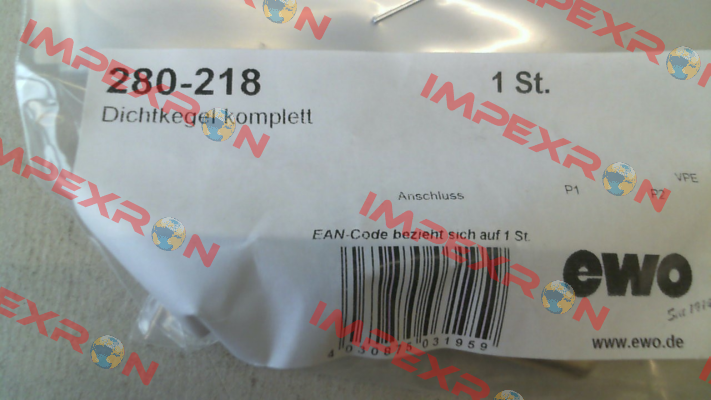 280-218
1 St.
Dichtkegel komplett
VPE
P1
P2
Anschluss
EAN-Code bezieht sich auf 1 St.
ewo
www.ewo.de
4 030875 031959
IMPEXRON
IMPEXRON
IMPEXRON
IMPEXRON
IMPEXRON
IMPEXRON
IMPEXRON
IMPEXRON